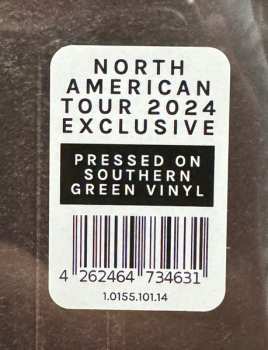 NORTH
AMERICAN
TOUR 2024
EXCLUSIVE
PRESSED ON
SOUTHERN
GREEN VINYL
4 262464 734631
1.0155.101.14